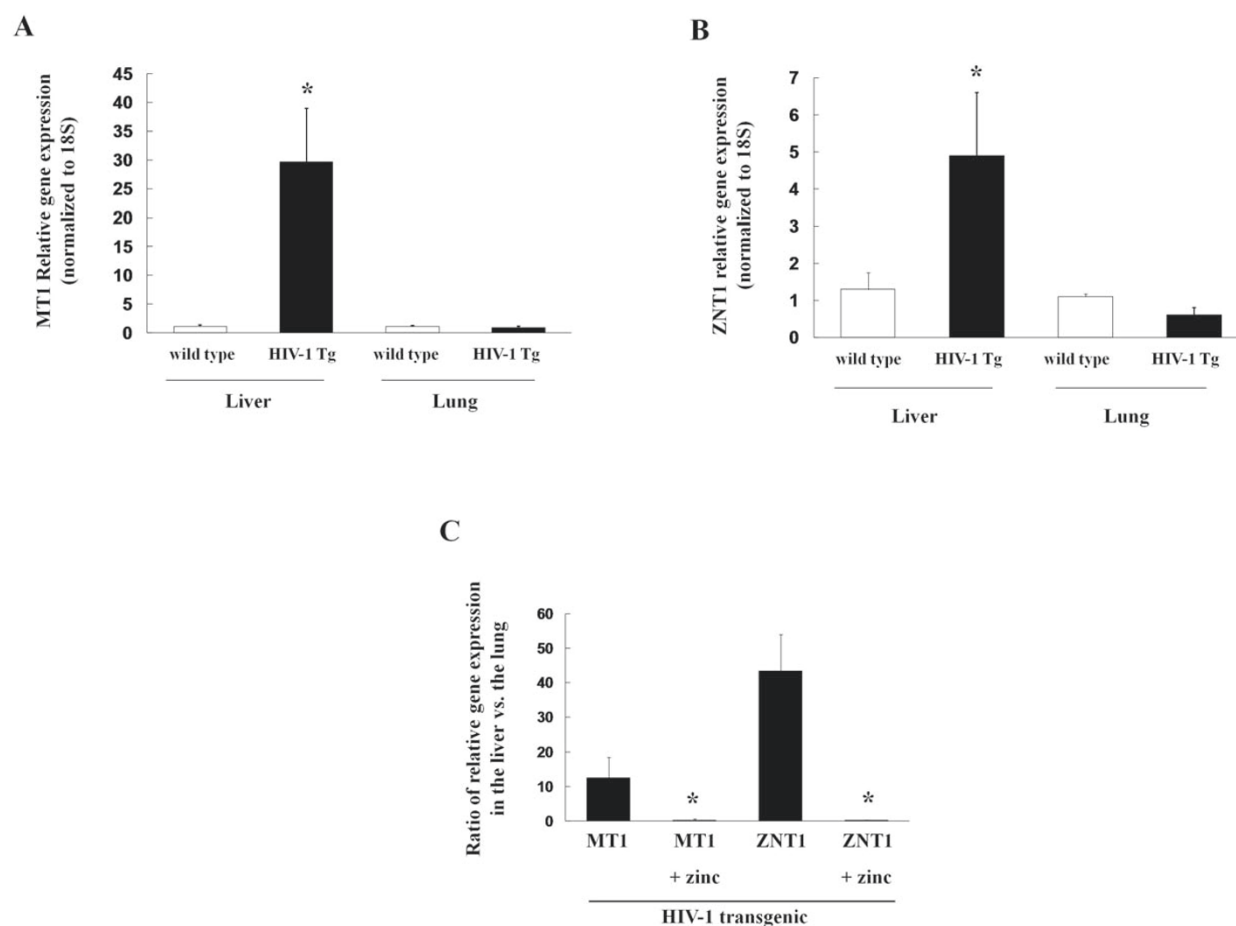 A
MT1 Relative gene expression
(normalized to 18S)
45
40
35
30
25
20
15
10
5
0
*
wild type HIV-1 Tg wild type HIV-1 Tg
Liver Lung
B
ZNT1 relative gene expression
(normalized to 18S)
7
6
5
4
3
2
1
0
*
wild type HIV-1 Tg wild type HIV-1 Tg
Liver Lung
C
Ratio of relative gene expression
in the liver vs. the lung
60
50
40
30
20
10
0
* *
MT1 MT1 ZNT1 ZNT1
+ zinc + zinc
HIV-1 transgenic